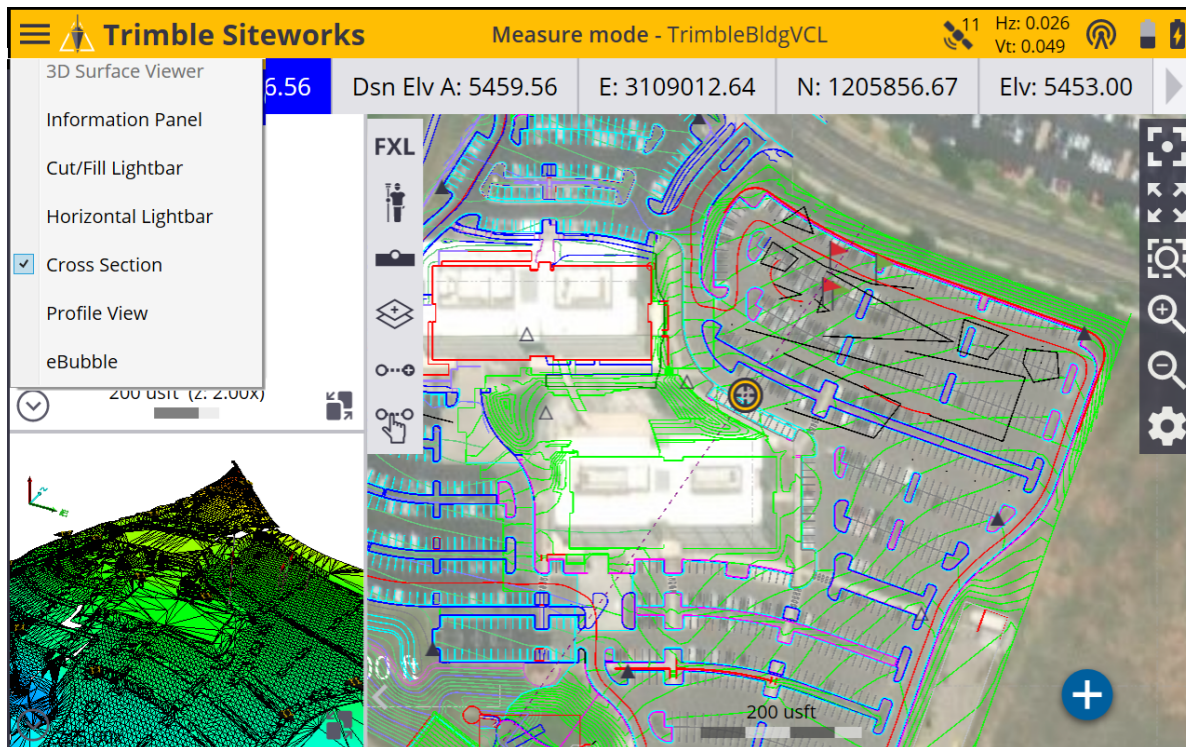 Trimble Siteworks
Measure mode - TrimbleBldgVCL
11
Hz: 0.026
Vt: 0.049
6.56
Dsn Elv A: 5459.56
E: 3109012.64
N: 1205856.67
Elv: 5453.00
3D Surface Viewer
Information Panel
Cut/Fill Lightbar
Horizontal Lightbar
Cross Section
Profile View
eBubble
200 usft (z: 2.00x)
FXL
00 ft
200 usft